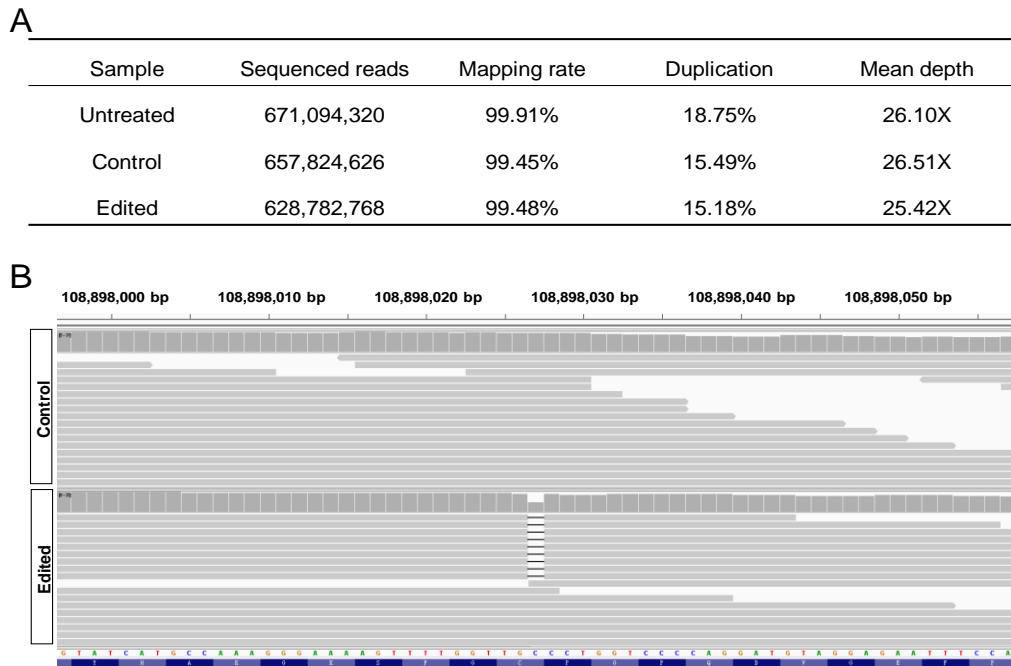 A
Sample Sequenced reads Mapping rate Duplication Mean depth
Untreated 671,094,320 99.91% 18.75% 26.10X
Control 657,824,626 99.45% 15.49% 26.51X
Edited 628,782,768 99.48% 15.18% 25.42X
B
108,898,000 bp 108,898,010 bp 108,898,020 bp 108,898,030 bp 108,898,040 bp 108,898,050 bp
Control
Edited
G T A T C A T G C C A A A G G G A A A A G T T T T G G T T G C C C T G G T C C C C A G G A T G T A G G A G A A T T T C C A